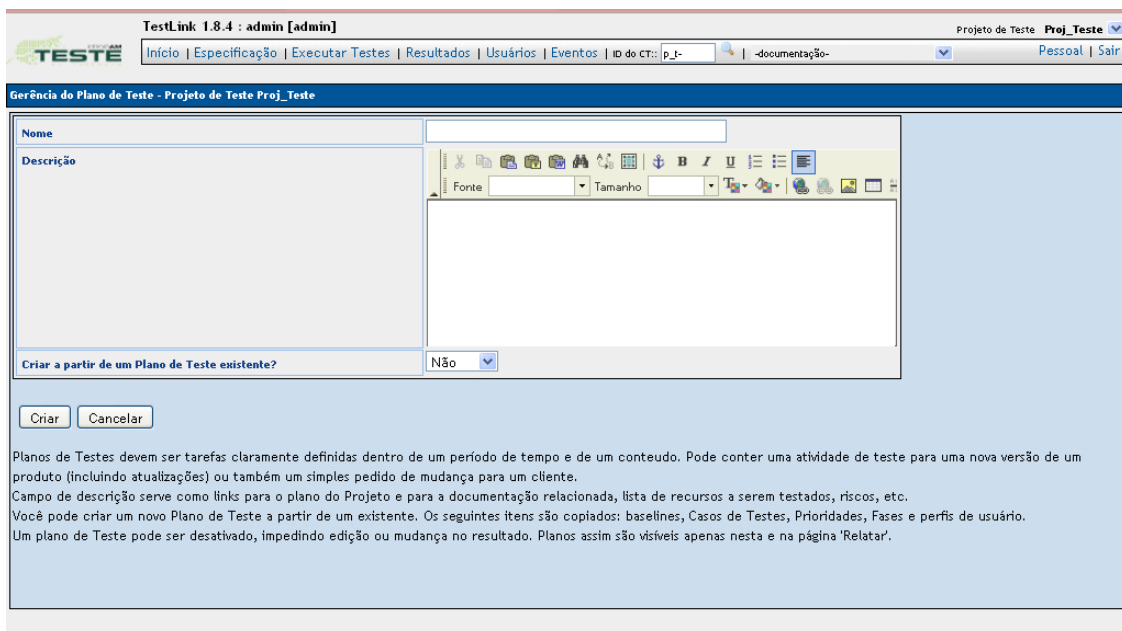 TestLink 1.8.4 : admin [admin]
Projeto de Teste Proj_Teste
TESTE
Início | Especificação | Executar Testes | Resultados | Usuários | Eventos | ID do CT:: p_t- | -documentação-
Pessoal | Sair
Gerência do Plano de Teste - Projeto de Teste Proj_Teste
Nome
Descrição
B I U
Fonte Tamanho
Criar a partir de um Plano de Teste existente? Não
Criar Cancelar
Planos de Testes devem ser tarefas claramente definidas dentro de um período de tempo e de um conteudo. Pode conter uma atividade de teste para uma nova versão de um
produto (incluindo atualizações) ou também um simples pedido de mudança para um cliente.
Campo de descrição serve como links para o plano do Projeto e para a documentação relacionada, lista de recursos a serem testados, riscos, etc.
Você pode criar um novo Plano de Teste a partir de um existente. Os seguintes itens são copiados: baselines, Casos de Testes, Prioridades, Fases e perfis de usuário.
Um plano de Teste pode ser desativado, impedindo edição ou mudança no resultado. Planos assim são visíveis apenas nesta e na página 'Relatar'.